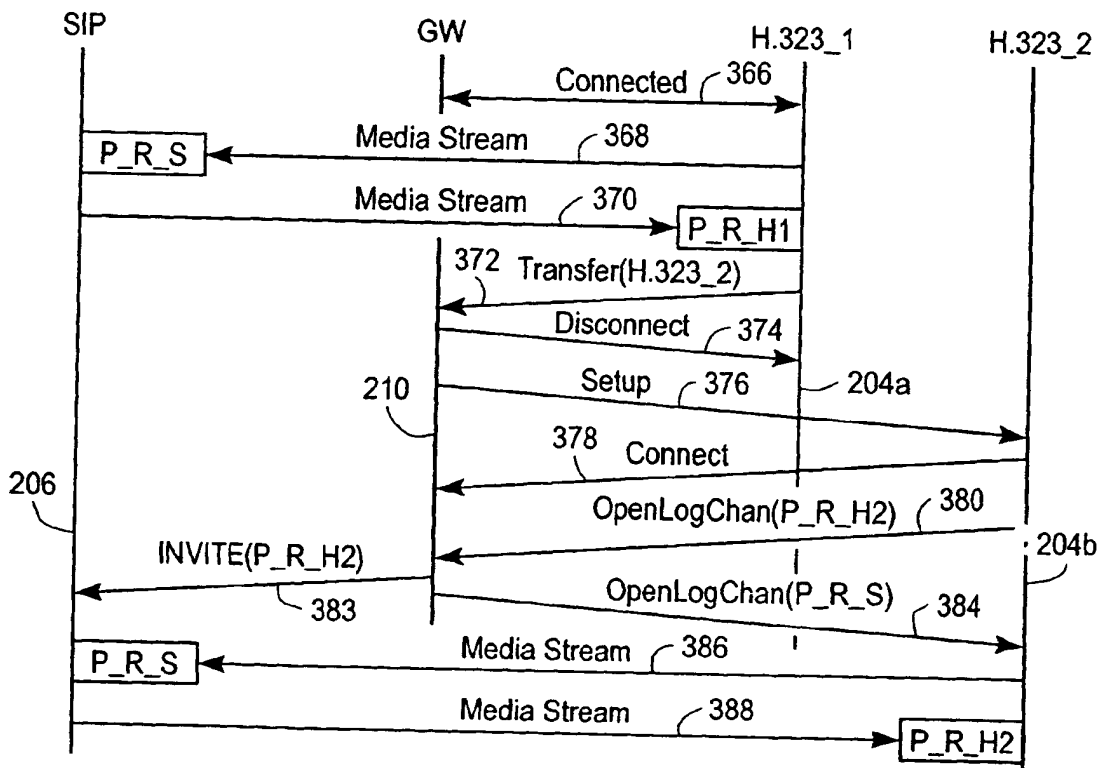 SIP GW H.323_1 H.323_2
Connected 366
Media Stream 368
P_R_S
Media Stream 370
P_R_H1
372 Transfer(H.323_2)
Disconnect 374
Setup 376 204a
210
378 Connect
206
OpenLogChan(P_R_H2) 380
INVITE(P_R_H2) 204b
383 OpenLogChan(P_R_S) 384
P_R_S Media Stream 386
Media Stream 388
P_R_H2